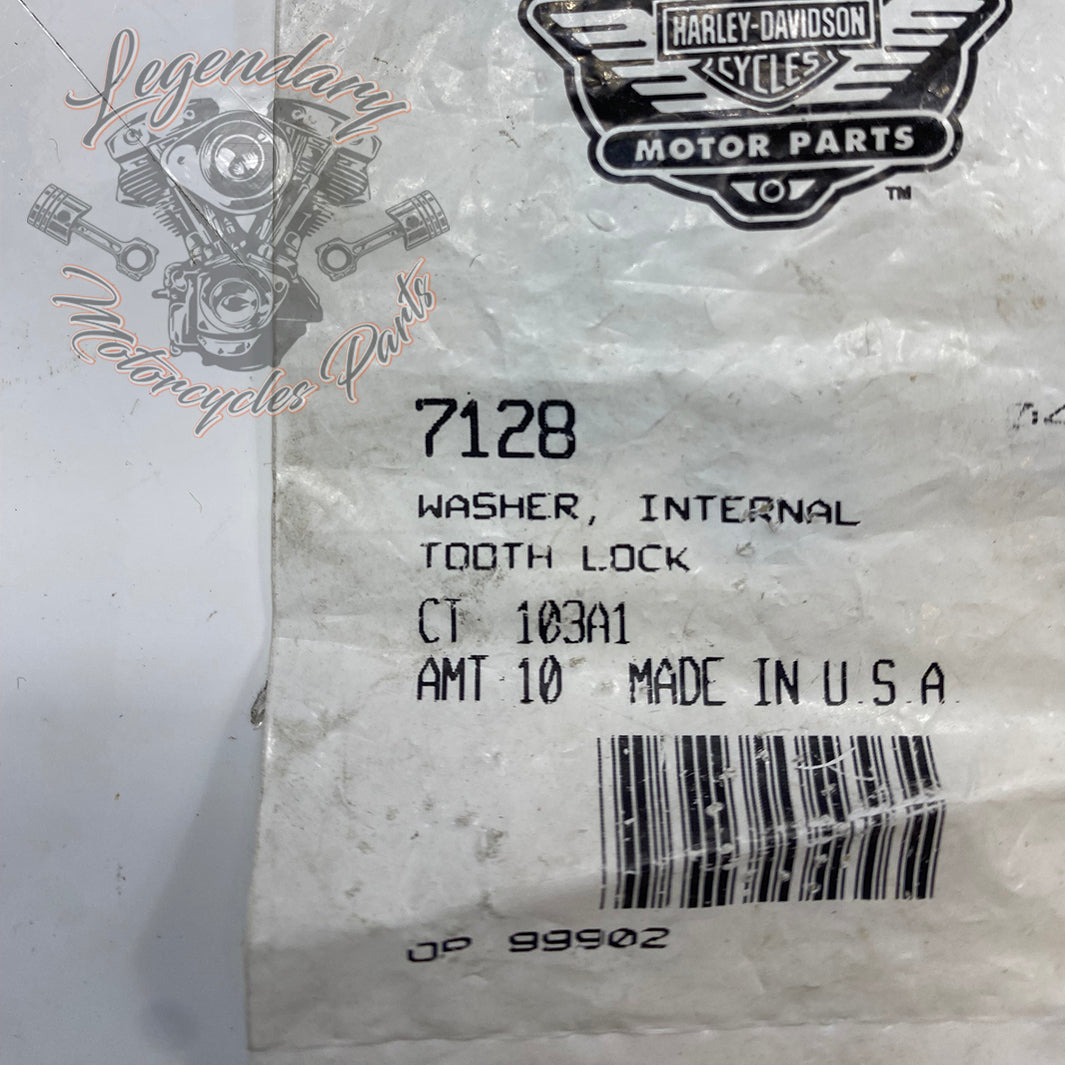 Legendary
Motorcycles Parts
HARLEY-DAVIDSON
CYCLES
MOTOR PARTS
TM
7128
WASHER, INTERNAL
TOOTH LOCK
CT 103A1
AMT 10 MADE IN U.S.A.
OP 99902